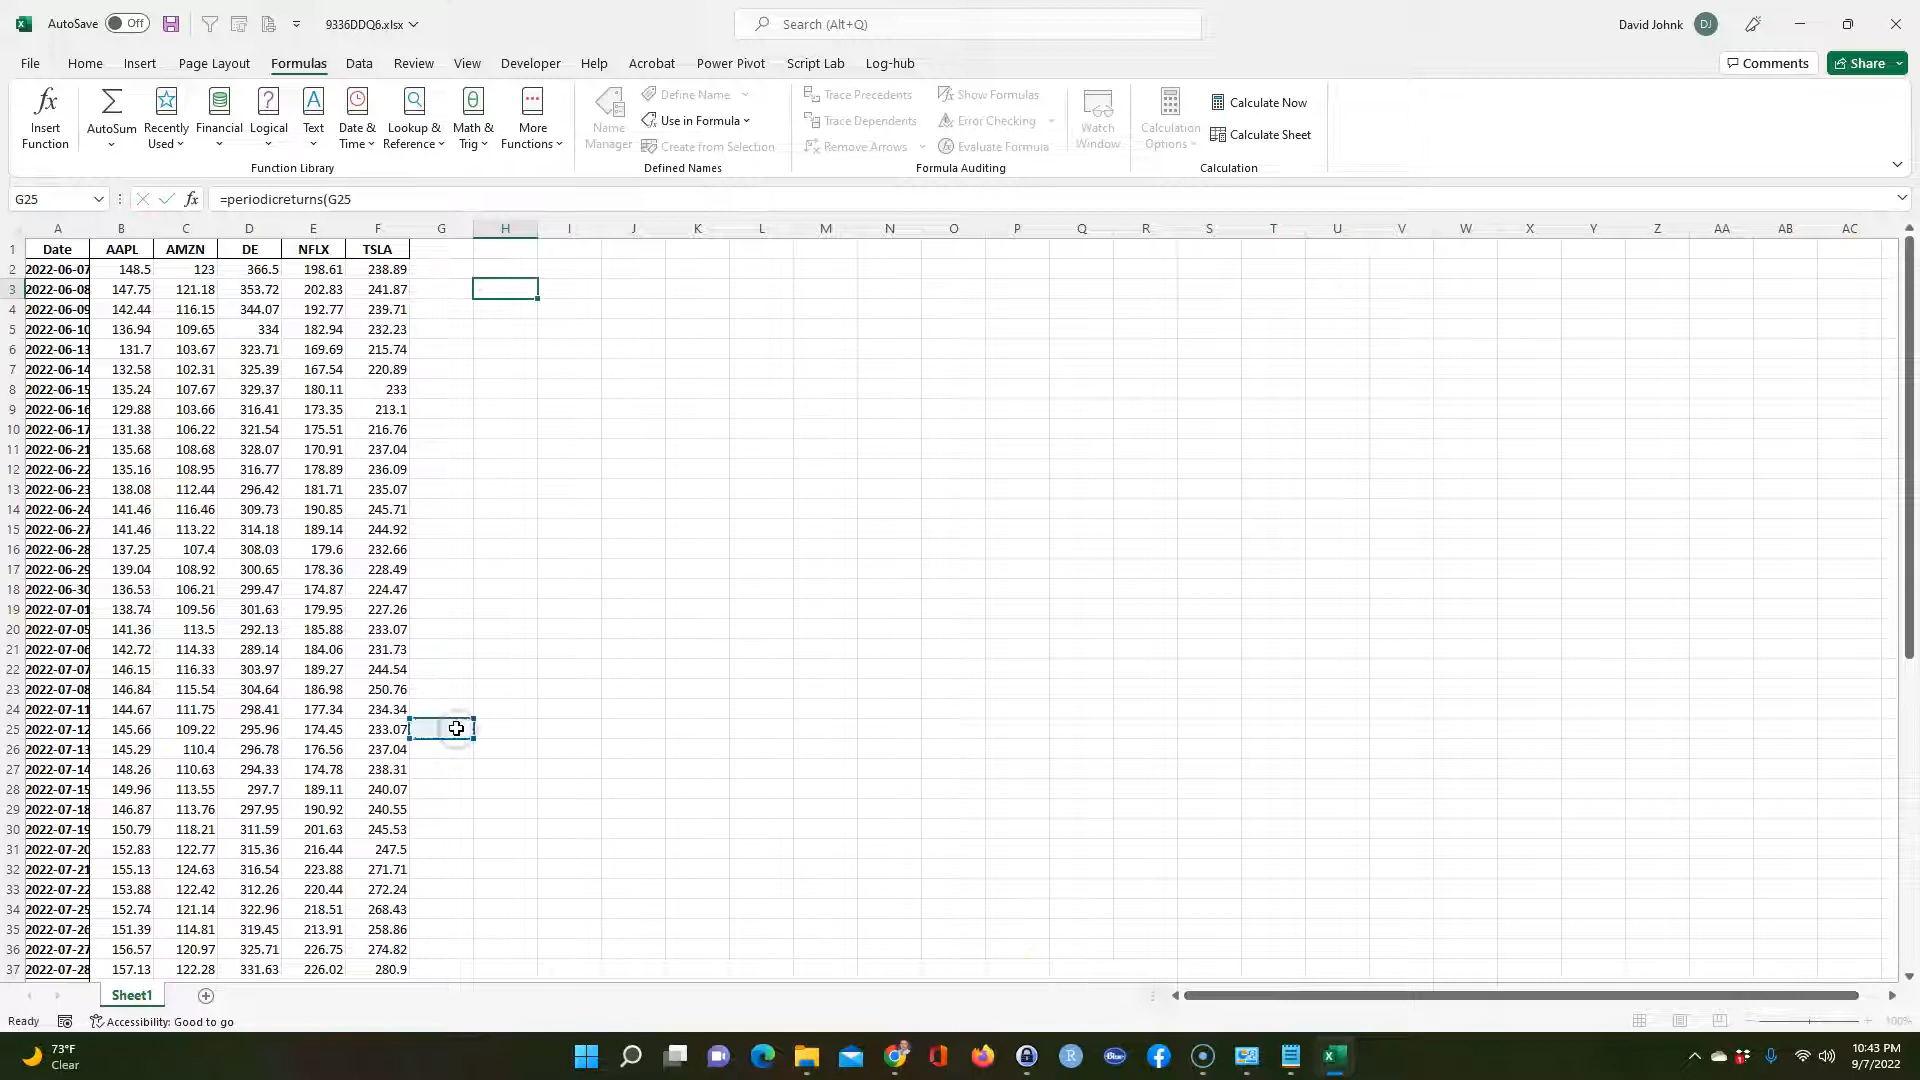 AutoSave Off 9336DDQ6.xlsx Search (Alt+Q) David Johnk DJ
File Home Insert Page Layout Formulas Data Review View Developer Help Acrobat Power Pivot Script Lab Log-hub Comments Share
Insert Function
AutoSum
Recently Used
Financial
Logical
Text
Date & Time
Lookup & Reference
Math & Trig
More Functions
Function Library
Name Manager
Define Name
Use in Formula
Create from Selection
Defined Names
Trace Precedents
Trace Dependents
Remove Arrows
Show Formulas
Error Checking
Evaluate Formula
Formula Auditing
Watch Window
Calculation Options
Calculate Now
Calculate Sheet
Calculation
G25 fx =periodicreturns(G25
A B C D E F G H I J K L M N O P Q R S T U V W X Y Z AA AB AC
1 Date AAPL AMZN DE NFLX TSLA
2 2022-06-07 148.5 123 366.5 198.61 238.89
3 2022-06-08 147.75 121.18 353.72 202.83 241.87
4 2022-06-09 142.44 116.15 344.07 192.77 239.71
5 2022-06-10 136.94 109.65 334 182.94 232.23
6 2022-06-13 131.7 103.67 323.71 169.69 215.74
7 2022-06-14 132.58 102.31 325.39 167.54 220.89
8 2022-06-15 135.24 107.67 329.37 180.11 233
9 2022-06-16 129.88 103.66 316.41 173.35 213.1
10 2022-06-17 131.38 106.22 321.54 175.51 216.76
11 2022-06-21 135.68 108.68 328.07 170.91 237.04
12 2022-06-22 135.16 108.95 316.77 178.89 236.09
13 2022-06-23 138.08 112.44 296.42 181.71 235.07
14 2022-06-24 141.46 116.46 309.73 190.85 245.71
15 2022-06-27 141.46 113.22 314.18 189.14 244.92
16 2022-06-28 137.25 107.4 308.03 179.6 232.66
17 2022-06-29 139.04 108.92 300.65 178.36 228.49
18 2022-06-30 136.53 106.21 299.47 174.87 224.47
19 2022-07-01 138.74 109.56 301.63 179.95 227.26
20 2022-07-05 141.36 113.5 292.13 185.88 233.07
21 2022-07-06 142.72 114.33 289.14 184.06 231.73
22 2022-07-07 146.15 116.33 303.97 189.27 244.54
23 2022-07-08 146.84 115.54 304.64 186.98 250.76
24 2022-07-11 144.67 111.75 298.41 177.34 234.34
25 2022-07-12 145.66 109.22 295.96 174.45 233.07
26 2022-07-13 145.29 110.4 296.78 176.56 237.04
27 2022-07-14 148.26 110.63 294.33 174.78 238.31
28 2022-07-15 149.96 113.55 297.7 189.11 240.07
29 2022-07-18 146.87 113.76 297.95 190.92 240.55
30 2022-07-19 150.79 118.21 311.59 201.63 245.53
31 2022-07-20 152.83 122.77 315.36 216.44 247.5
32 2022-07-21 155.13 124.63 316.54 223.88 271.71
33 2022-07-22 153.88 122.42 312.26 220.44 272.24
34 2022-07-25 152.74 121.14 322.96 218.51 268.43
35 2022-07-26 151.39 114.81 319.45 213.91 258.86
36 2022-07-27 156.57 120.97 325.71 226.75 274.82
37 2022-07-28 157.13 122.28 331.63 226.02 280.9
Sheet1
Ready Accessibility: Good to go 100%
73°F
Clear
10:43 PM
9/7/2022